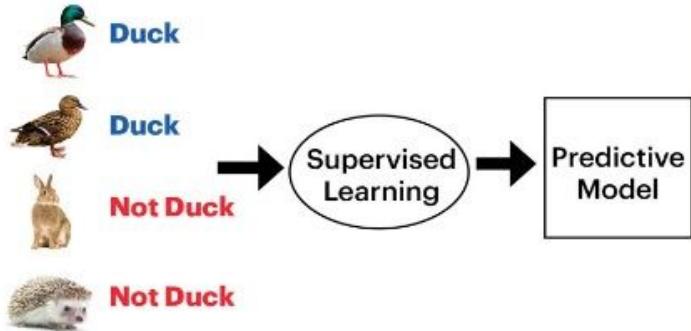 Duck
Duck
Not Duck
Not Duck
Supervised
Learning
Predictive
Model